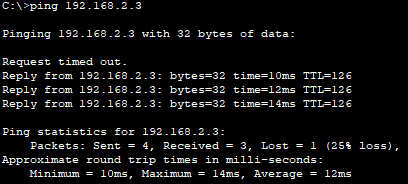 C:\>ping 192.168.2.3
Pinging 192.168.2.3 with 32 bytes of data:
Request timed out.
Reply from 192.168.2.3: bytes=32 time=10ms TTL=126
Reply from 192.168.2.3: bytes=32 time=12ms TTL=126
Reply from 192.168.2.3: bytes=32 time=14ms TTL=126
Ping statistics for 192.168.2.3:
Packets: Sent = 4, Received = 3, Lost = 1 (25% loss),
Approximate round trip times in milli-seconds:
Minimum = 10ms, Maximum = 14ms, Average = 12ms